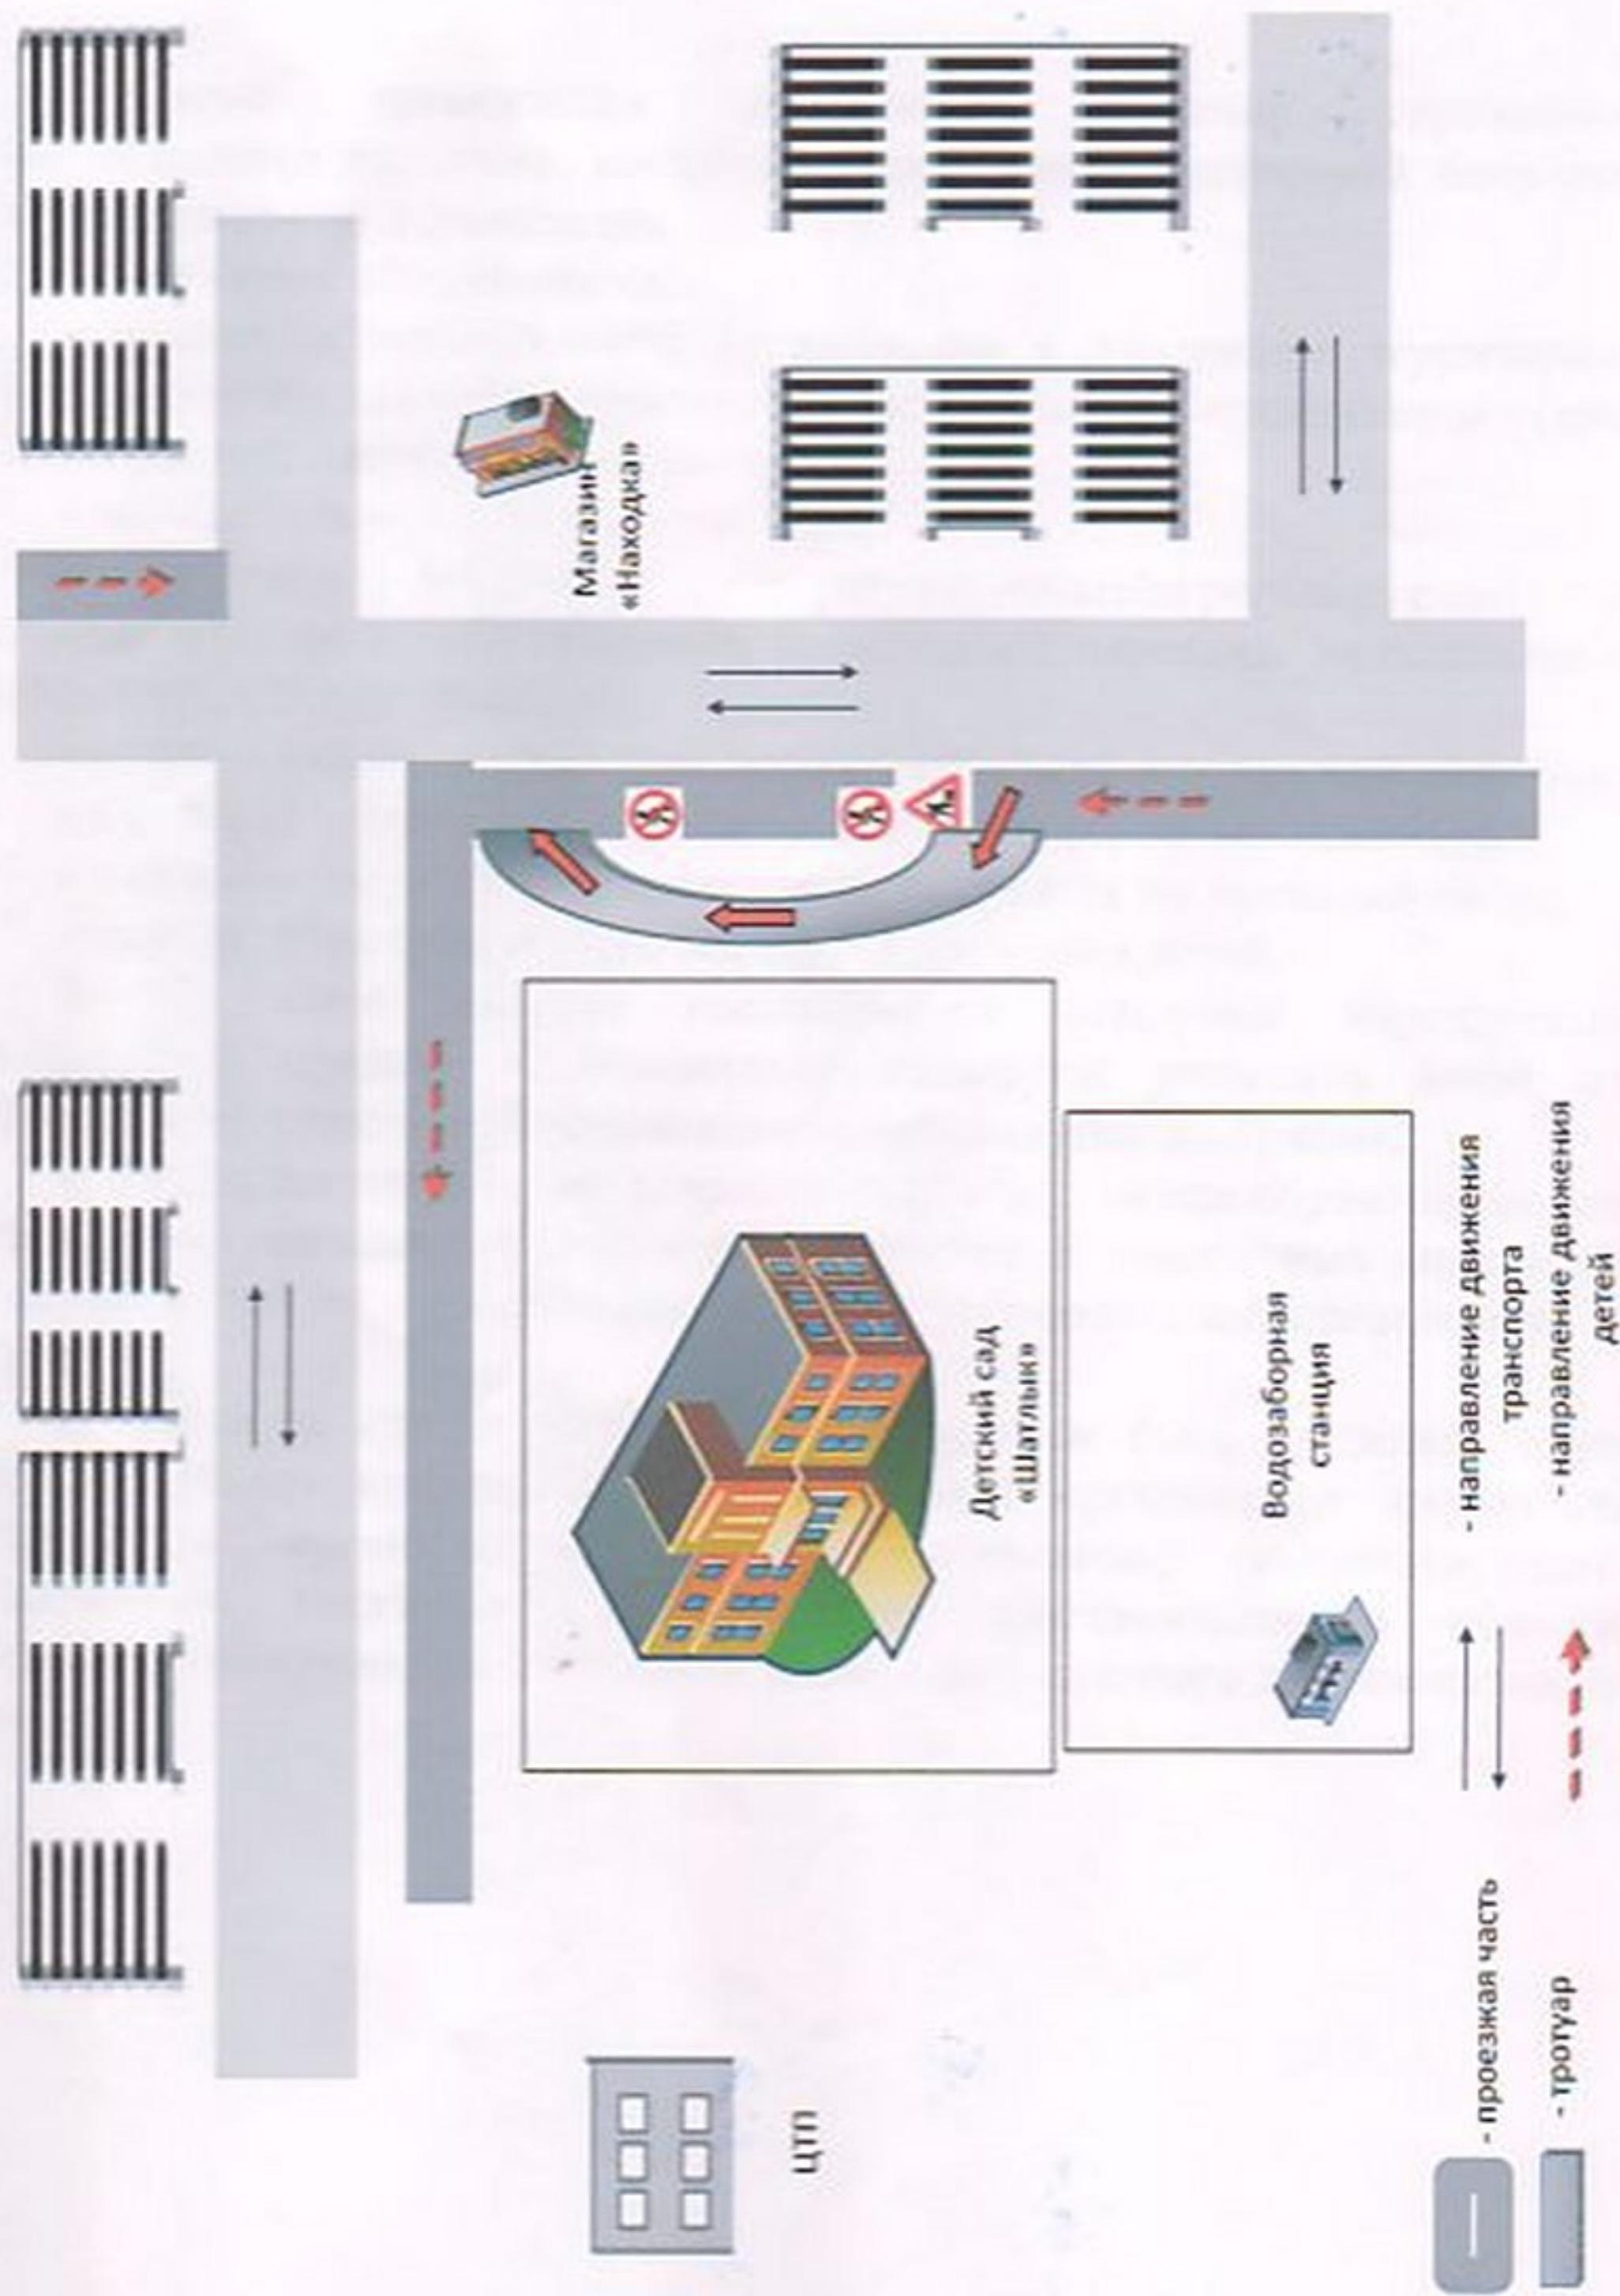 Магазин
«Находка»
ЦТП
Детский сад
«Шатлык»
Водозаборная
станция
- проезжая часть
- направление движения
транспорта
- тротуар
- направление движения
детей